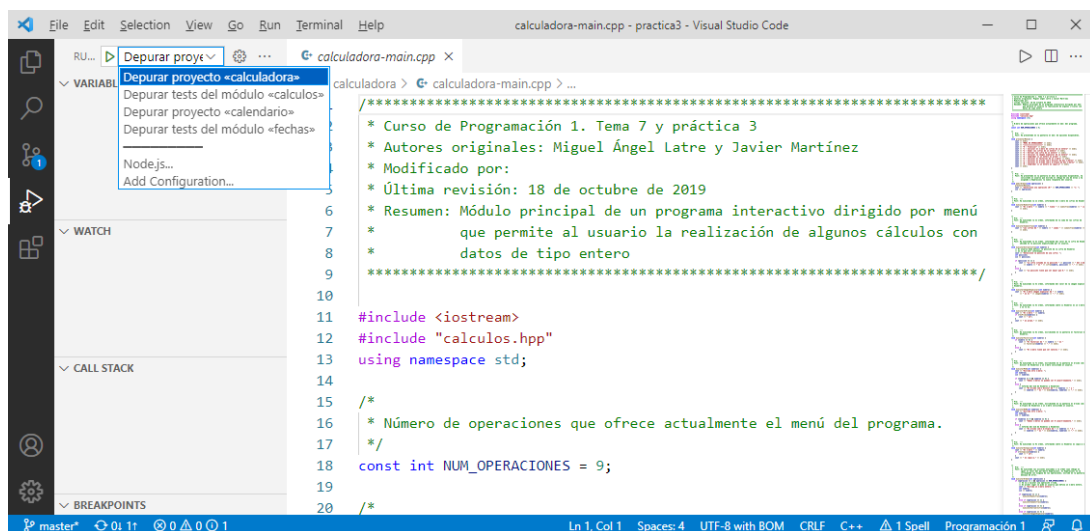 File Edit Selection View Go Run Terminal Help calculadora-main.cpp - practica3 - Visual Studio Code
RU... Depurar proye calculadora-main.cpp
VARIABL Depurar proyecto «calculadora» calculadora > calculadora-main.cpp > ...
Depurar tests del módulo «calculos»
Depurar proyecto «calendario»
Depurar tests del módulo «fechas»
Node.js...
Add Configuration...
WATCH
CALL STACK
BREAKPOINTS
/*************************************************************************
* Curso de Programación 1. Tema 7 y práctica 3
* Autores originales: Miguel Ángel Latre y Javier Martínez
* Modificado por:
5 * Última revisión: 18 de octubre de 2019
6 * Resumen: Módulo principal de un programa interactivo dirigido por menú
7 * que permite al usuario la realización de algunos cálculos con
8 * datos de tipo entero
9 *************************************************************************/
10
11 #include <iostream>
12 #include "calculos.hpp"
13 using namespace std;
14
15 /*
16 * Número de operaciones que ofrece actualmente el menú del programa.
17 */
18 const int NUM_OPERACIONES = 9;
19
20 /*
1
master* 0↓ 1↑ 0 0 1 Ln 1, Col 1 Spaces: 4 UTF-8 with BOM CRLF C++ 1 Spell Programación 1